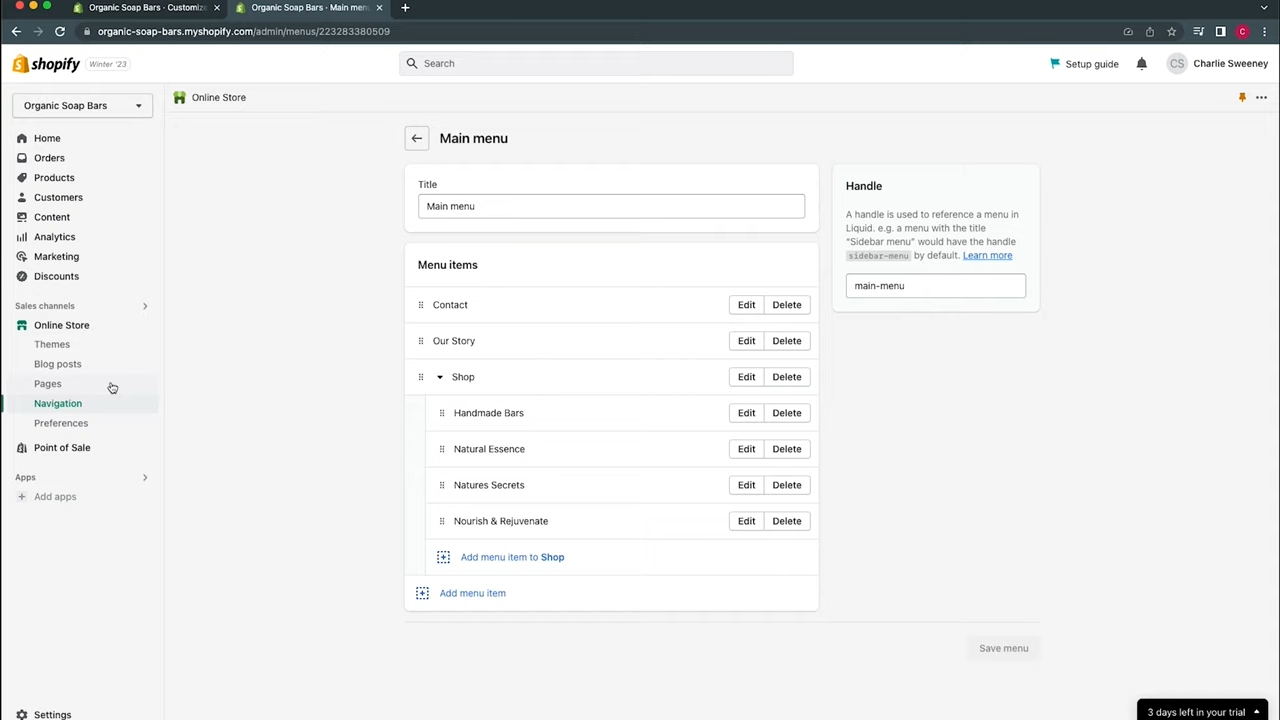 Organic Soap Bars - Customize
Organic Soap Bars - Main men
organic-soap-bars.myshopify.com/admin/menus/223283380509
C
shopify
Winter '23
Search
Setup guide
CS
Charlie Sweeney
Organic Soap Bars
Online Store
Home
Orders
Products
Customers
Content
Analytics
Marketing
Discounts
Sales channels
Online Store
Themes
Blog posts
Pages
Navigation
Preferences
Point of Sale
Apps
Add apps
Settings
Main menu
Title
Main menu
Menu items
Contact
Edit Delete
Our Story
Edit Delete
Shop
Edit Delete
Handmade Bars
Edit Delete
Natural Essence
Edit Delete
Natures Secrets
Edit Delete
Nourish & Rejuvenate
Edit Delete
Add menu item to Shop
Add menu item
Handle
A handle is used to reference a menu in
Liquid. e.g. a menu with the title
"Sidebar menu" would have the handle
sidebar-menu by default. Learn more
main-menu
Save menu
3 days left in your trial